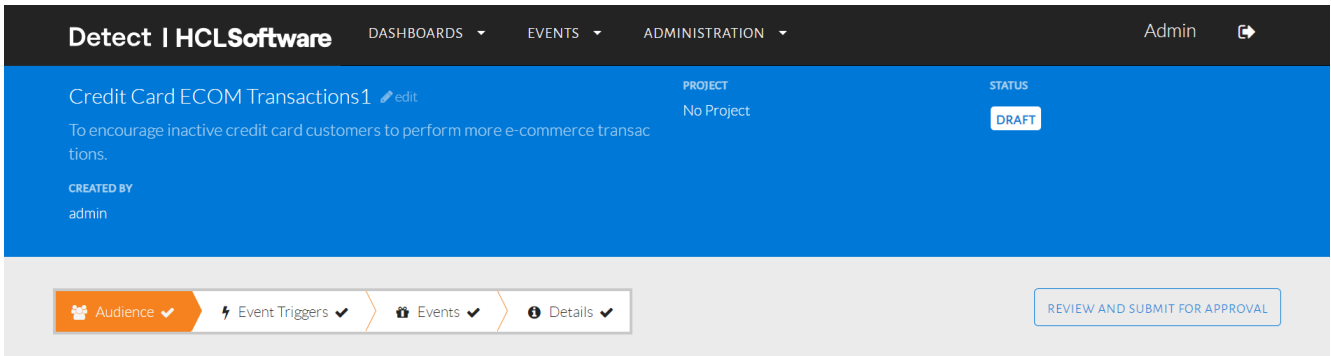 Detect | HCLSoftware
DASHBOARDS
EVENTS
ADMINISTRATION
Admin
Credit Card ECOM Transactions1 edit
To encourage inactive credit card customers to perform more e-commerce transac
tions.
CREATED BY
admin
PROJECT
No Project
STATUS
DRAFT
Audience
Event Triggers
Events
Details
REVIEW AND SUBMIT FOR APPROVAL